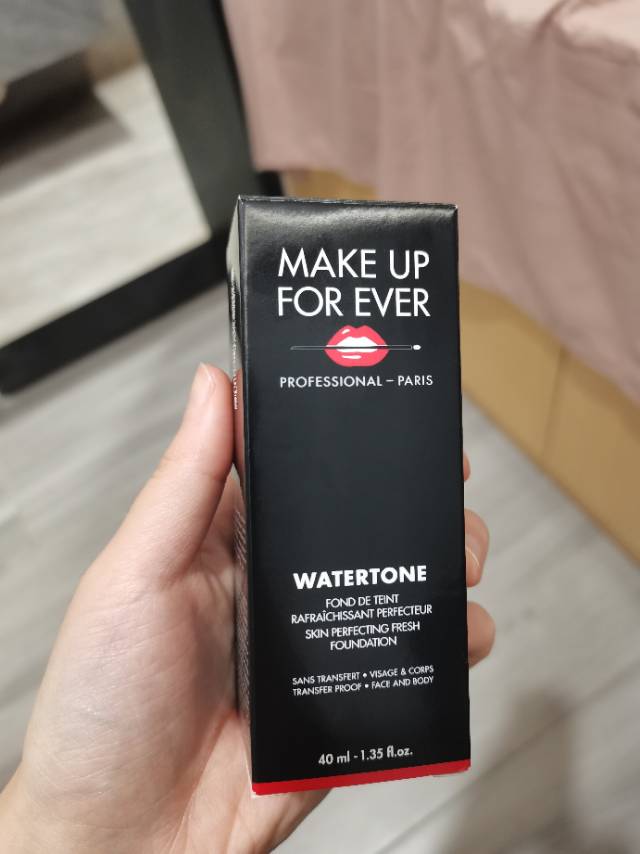 MAKE UP
FOR EVER
PROFESSIONAL – PARIS
WATERTONE
FOND DE TEINT
RAFRAÎCHISSANT PERFECTEUR
SKIN PERFECTING FRESH
FOUNDATION
SANS TRANSFERT • VISAGE & CORPS
TRANSFER PROOF • FACE AND BODY
40 ml - 1.35 fl.oz.